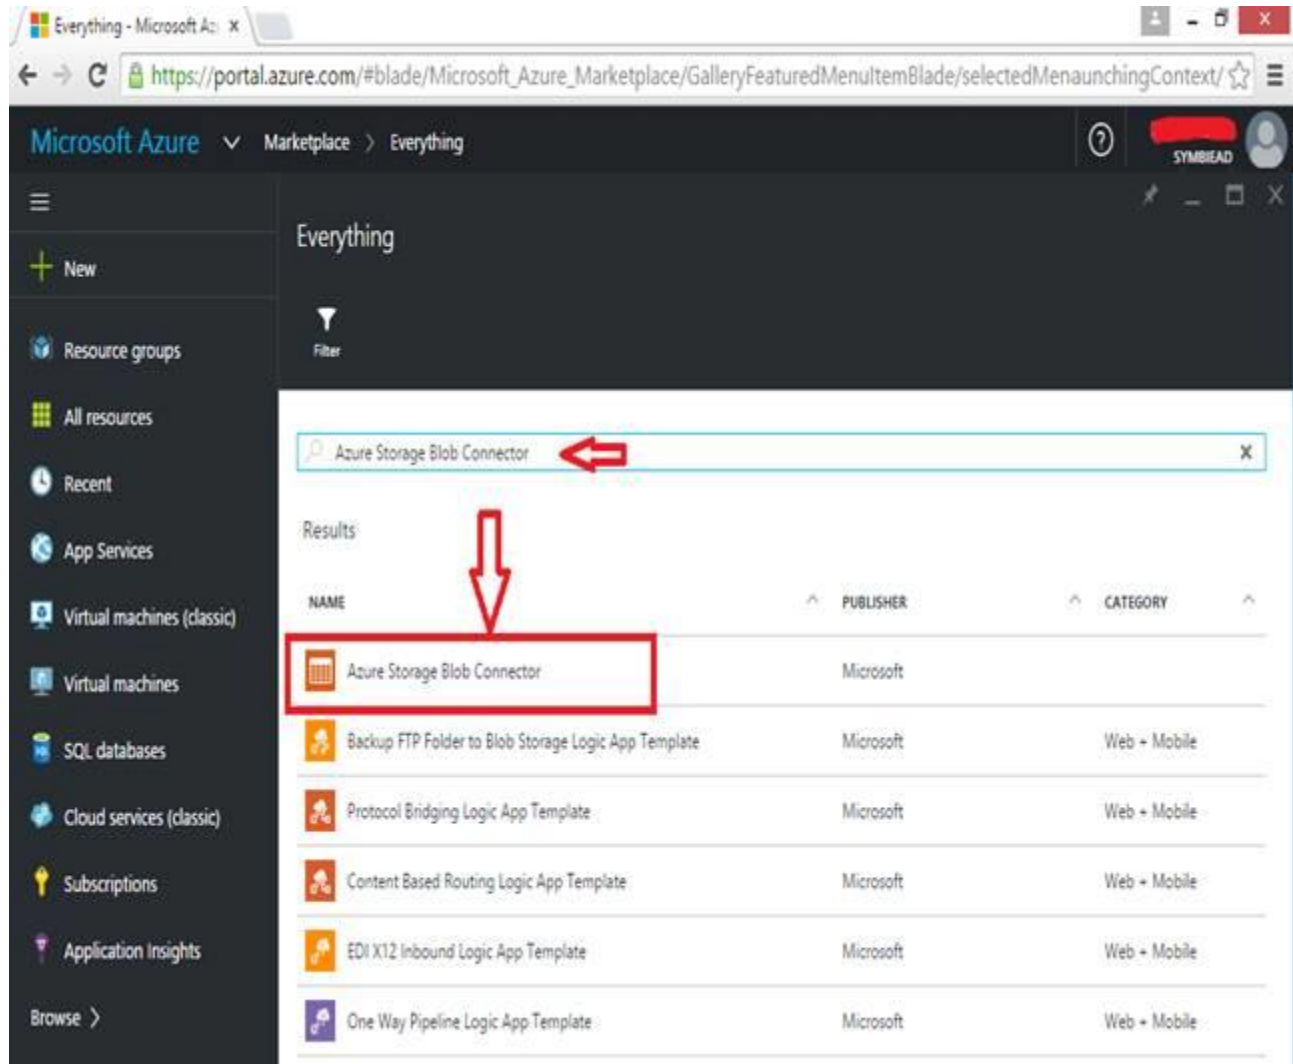 Everything - Microsoft Az
https://portal.azure.com/#blade/Microsoft_Azure_Marketplace/GalleryFeaturedMenuItemBlade/selectedMenaunchingContext/
Microsoft Azure
Marketplace > Everything
SYMBIEAD
Everything
New
Filter
Resource groups
All resources
Azure Storage Blob Connector
Recent
Results
App Services
NAME PUBLISHER CATEGORY
Virtual machines (classic)
Azure Storage Blob Connector Microsoft
Virtual machines
Backup FTP Folder to Blob Storage Logic App Template Microsoft Web + Mobile
SQL databases
Protocol Bridging Logic App Template Microsoft Web + Mobile
Cloud services (classic)
Content Based Routing Logic App Template Microsoft Web + Mobile
Subscriptions
EDI X12 Inbound Logic App Template Microsoft Web + Mobile
Application Insights
One Way Pipeline Logic App Template Microsoft Web + Mobile
Browse >